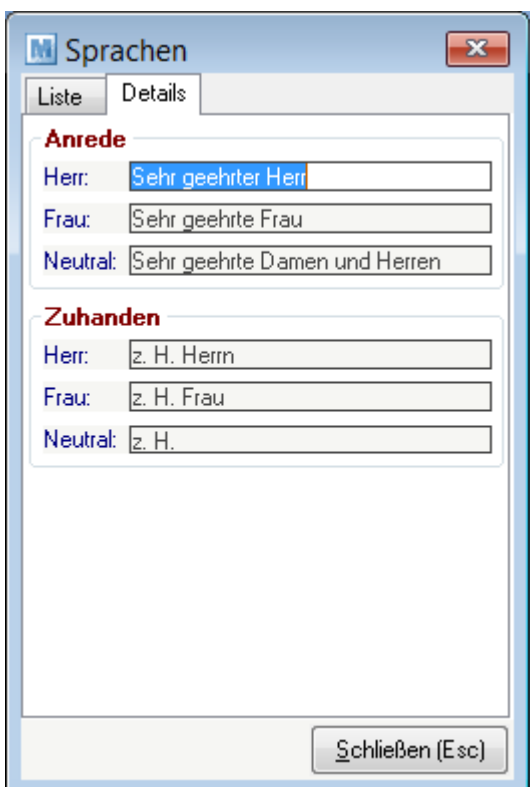 M Sprachen
Liste Details
Anrede
Herr: Sehr geehrter Herr
Frau: Sehr geehrte Frau
Neutral: Sehr geehrte Damen und Herren
Zuhanden
Herr: z. H. Herrn
Frau: z. H. Frau
Neutral: z. H.
Schließen (Esc)